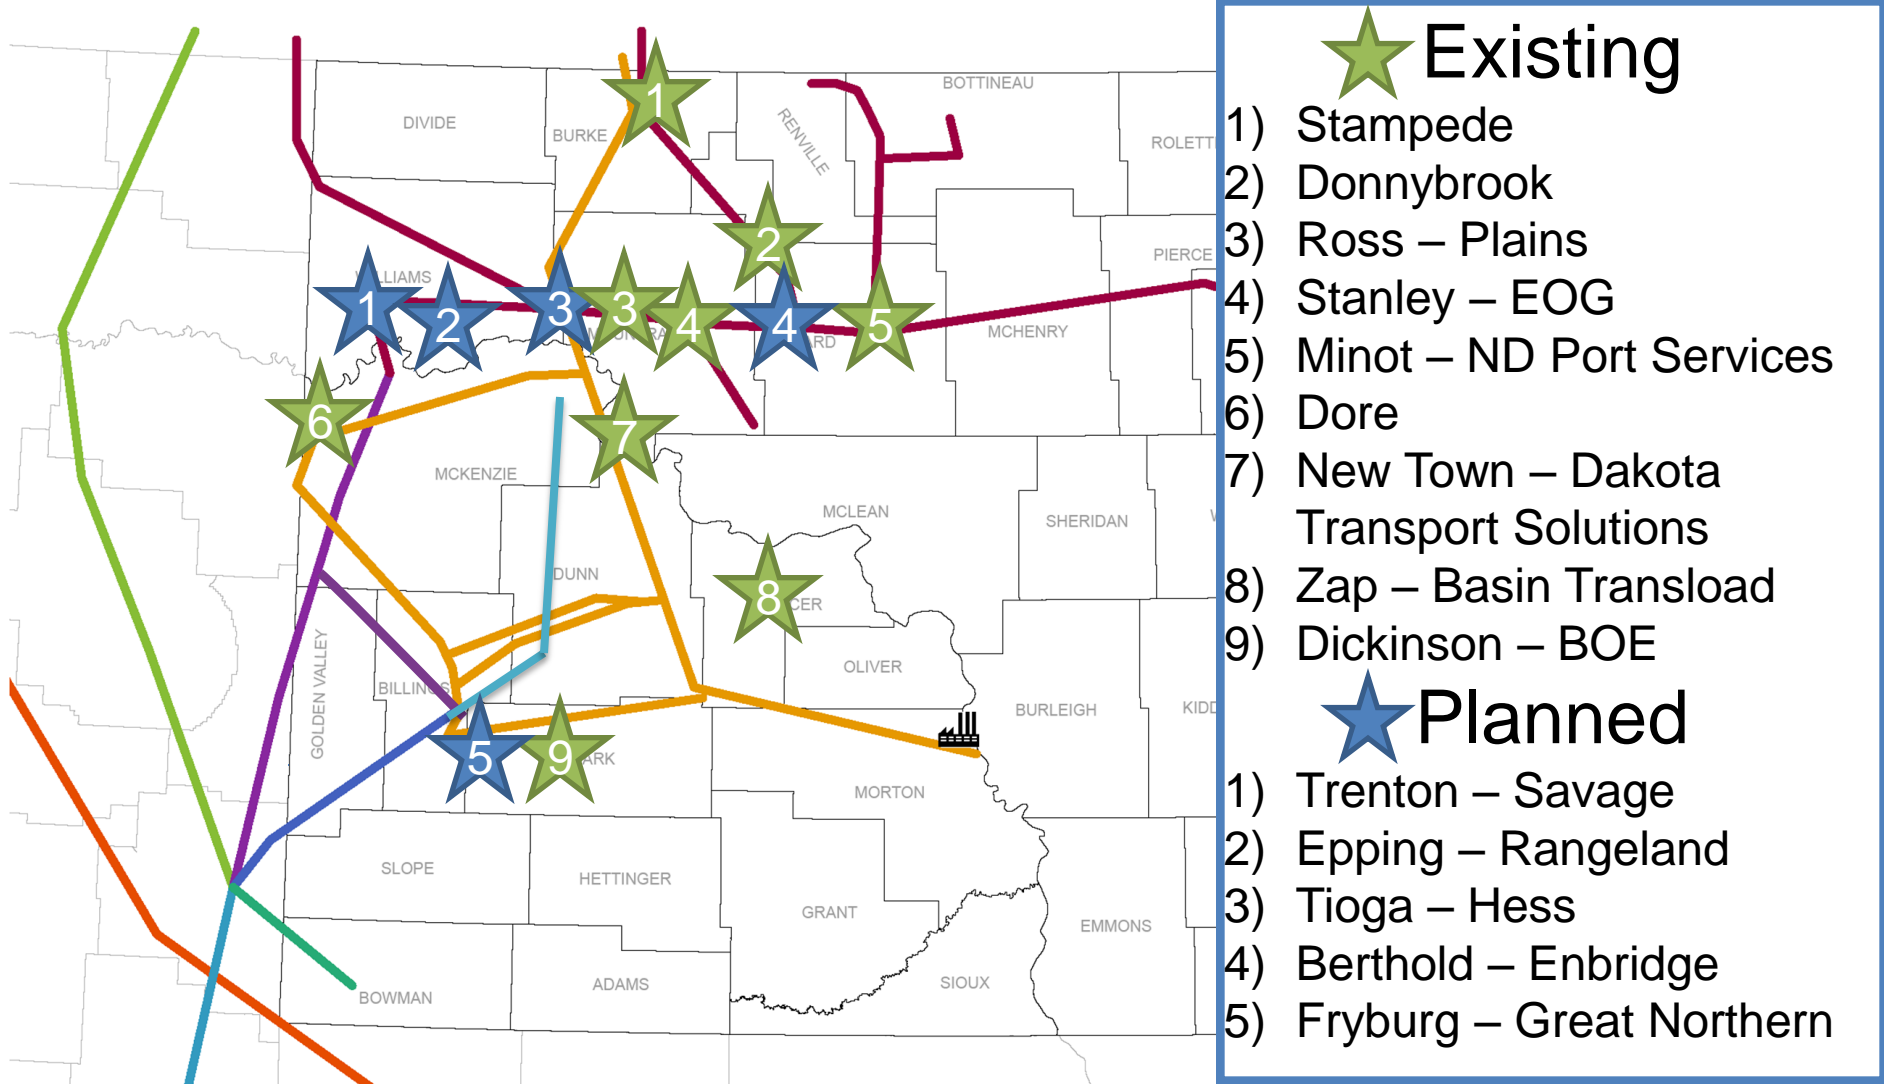 DIVIDE
BURKE
RENVILLE
BOTTINEAU
1
2
PIERCE
WILLIAMS
1
2
3
3
4
4
5
MCHENRY
6
7
MCKENZIE
MCLEAN
SHERIDAN
DUNN
8
OLIVER
GOLDEN VALLEY
BILLINGS
BURLEIGH
5
9
MORTON
SLOPE
HETTINGER
GRANT
EMMONS
BOWMAN
ADAMS
SIOUX
Existing
1) Stampede
2) Donnybrook
3) Ross – Plains
4) Stanley – EOG
5) Minot – ND Port Services
6) Dore
7) New Town – Dakota
Transport Solutions
8) Zap – Basin Transload
9) Dickinson – BOE
Planned
1) Trenton – Savage
2) Epping – Rangeland
3) Tioga – Hess
4) Berthold – Enbridge
5) Fryburg – Great Northern